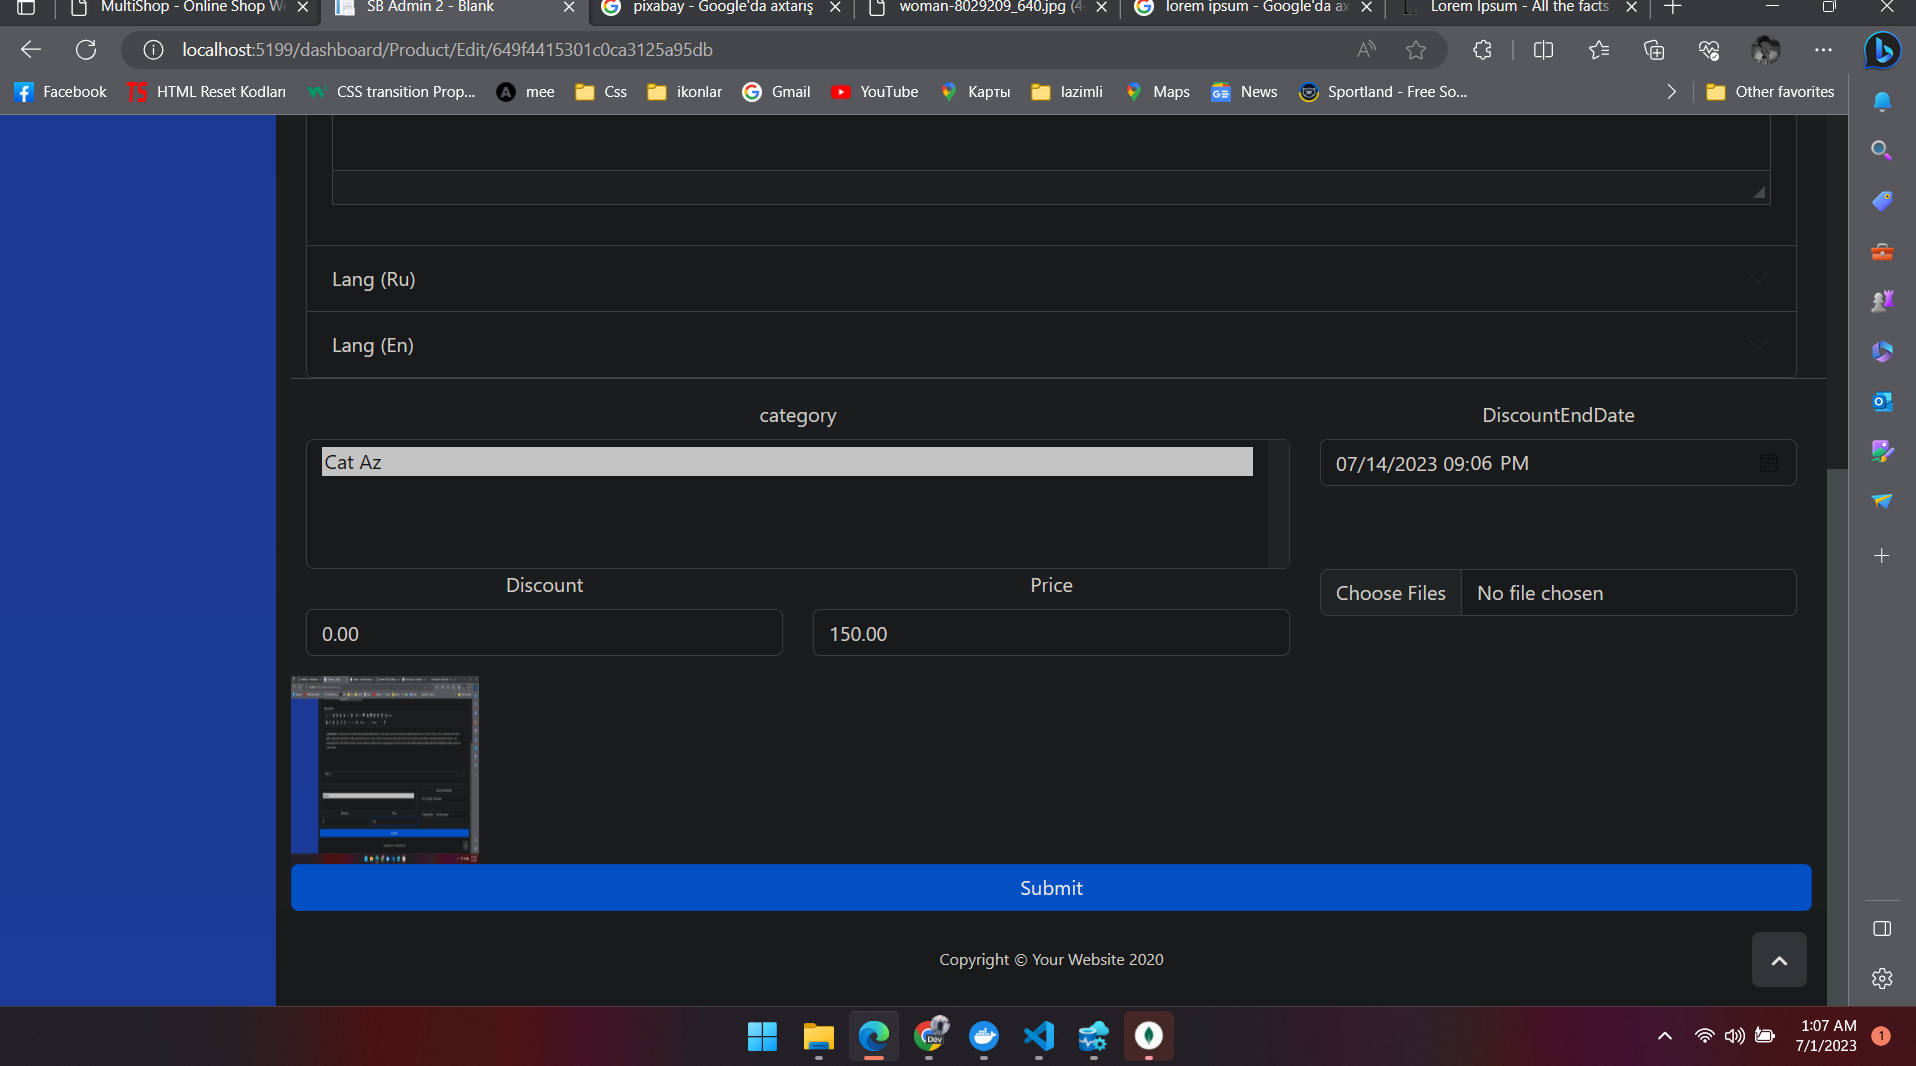 MultiShop - Online Shop
SB Admin 2 - Blank
pixabay - Google'da axtarış
woman-8029209_640.jpg (4
lorem ipsum - Google'da ax
Lorem Ipsum - All the facts
localhost:5199/dashboard/Product/Edit/649f4415301c0ca3125a95db
Facebook
HTML Reset Kodları
CSS transition Prop...
mee
Css
ikonlar
Gmail
YouTube
Карты
lazimli
Maps
News
Sportland - Free So...
Other favorites
Lang (Ru)
Lang (En)
category
DiscountEndDate
Cat Az
07/14/2023 09:06 PM
Discount
Price
Choose Files
No file chosen
0.00
150.00
Submit
Copyright © Your Website 2020
1:07 AM
7/1/2023
1